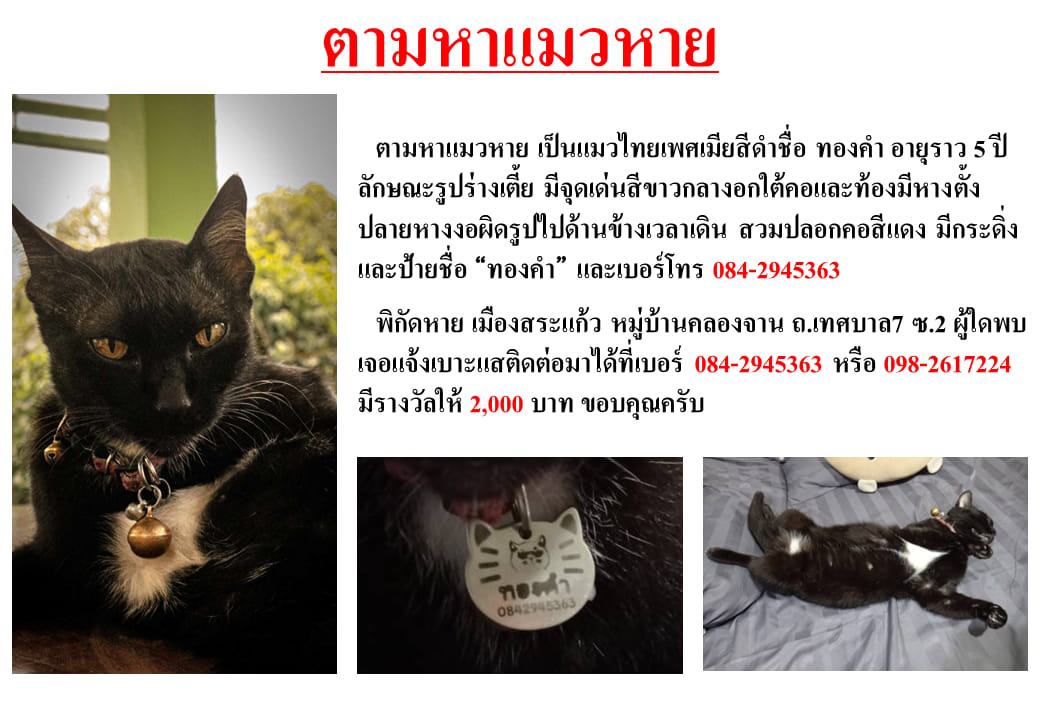 ตามหาแมวหาย
ตามหาแมวหาย เป็นแมวไทยเพศเมียสีดำชื่อ ทองคำ อายุราว 5 ปี
ลักษณะรูปร่างเตี้ย มีจุดเด่นสีขาวกลางอกใต้คอและท้องมีหางตั้ง
ปลายหางงอผิดรูปไปด้านข้างเวลาเดิน สวมปลอกคอสีแดง มีกระดิ่ง
และป้ายชื่อ “ทองคำ” และเบอร์โทร 084-2945363
พิกัดหาย เมืองสระแก้ว หมู่บ้านคลองจาน ถ.เทศบาล7 ซ.2 ผู้ใดพบ
เจอแจ้งเบาะแสติดต่อมาได้ที่เบอร์ 084-2945363 หรือ 098-2617224
มีรางวัลให้ 2,000 บาท ขอบคุณครับ
ทองคำ
0842945363